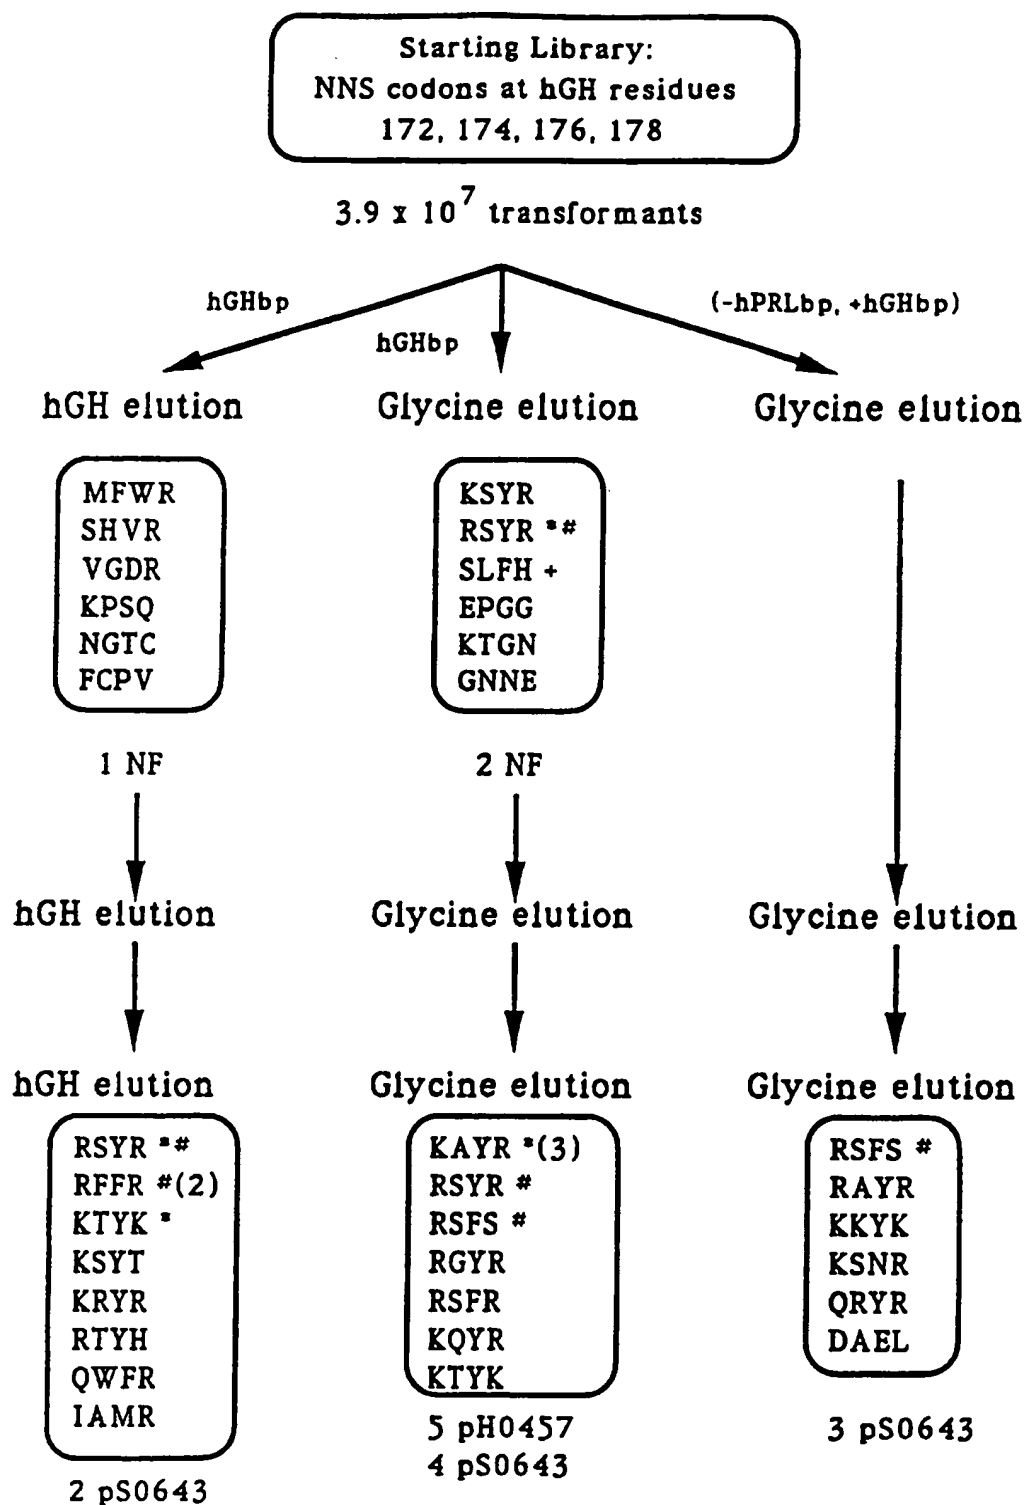 Starting Library:
NNS codons at hGH residues
172, 174, 176, 178
3.9 x 10^7 transformants
hGHbp
hGHbp
(-hPRLbp, +hGHbp)
hGH elution
Glycine elution
Glycine elution
MFWR
SHVR
VGDR
KPSQ
NGTC
FCPV
1 NF
KSYR
RSYR *#
SLFH +
EPGG
KTGN
GNNE
2 NF
hGH elution
Glycine elution
Glycine elution
hGH elution
Glycine elution
Glycine elution
RSYR *#
RFFR #(2)
KTYK *
KSYT
KRYR
RTYH
QWFR
IAMR
2 pS0643
KAYR *(3)
RSYR #
RSFS #
RGYR
RSFR
KQYR
KTYK
5 pH0457
4 pS0643
RSFS #
RAYR
KKYK
KSNR
QRYR
DAEL
3 pS0643